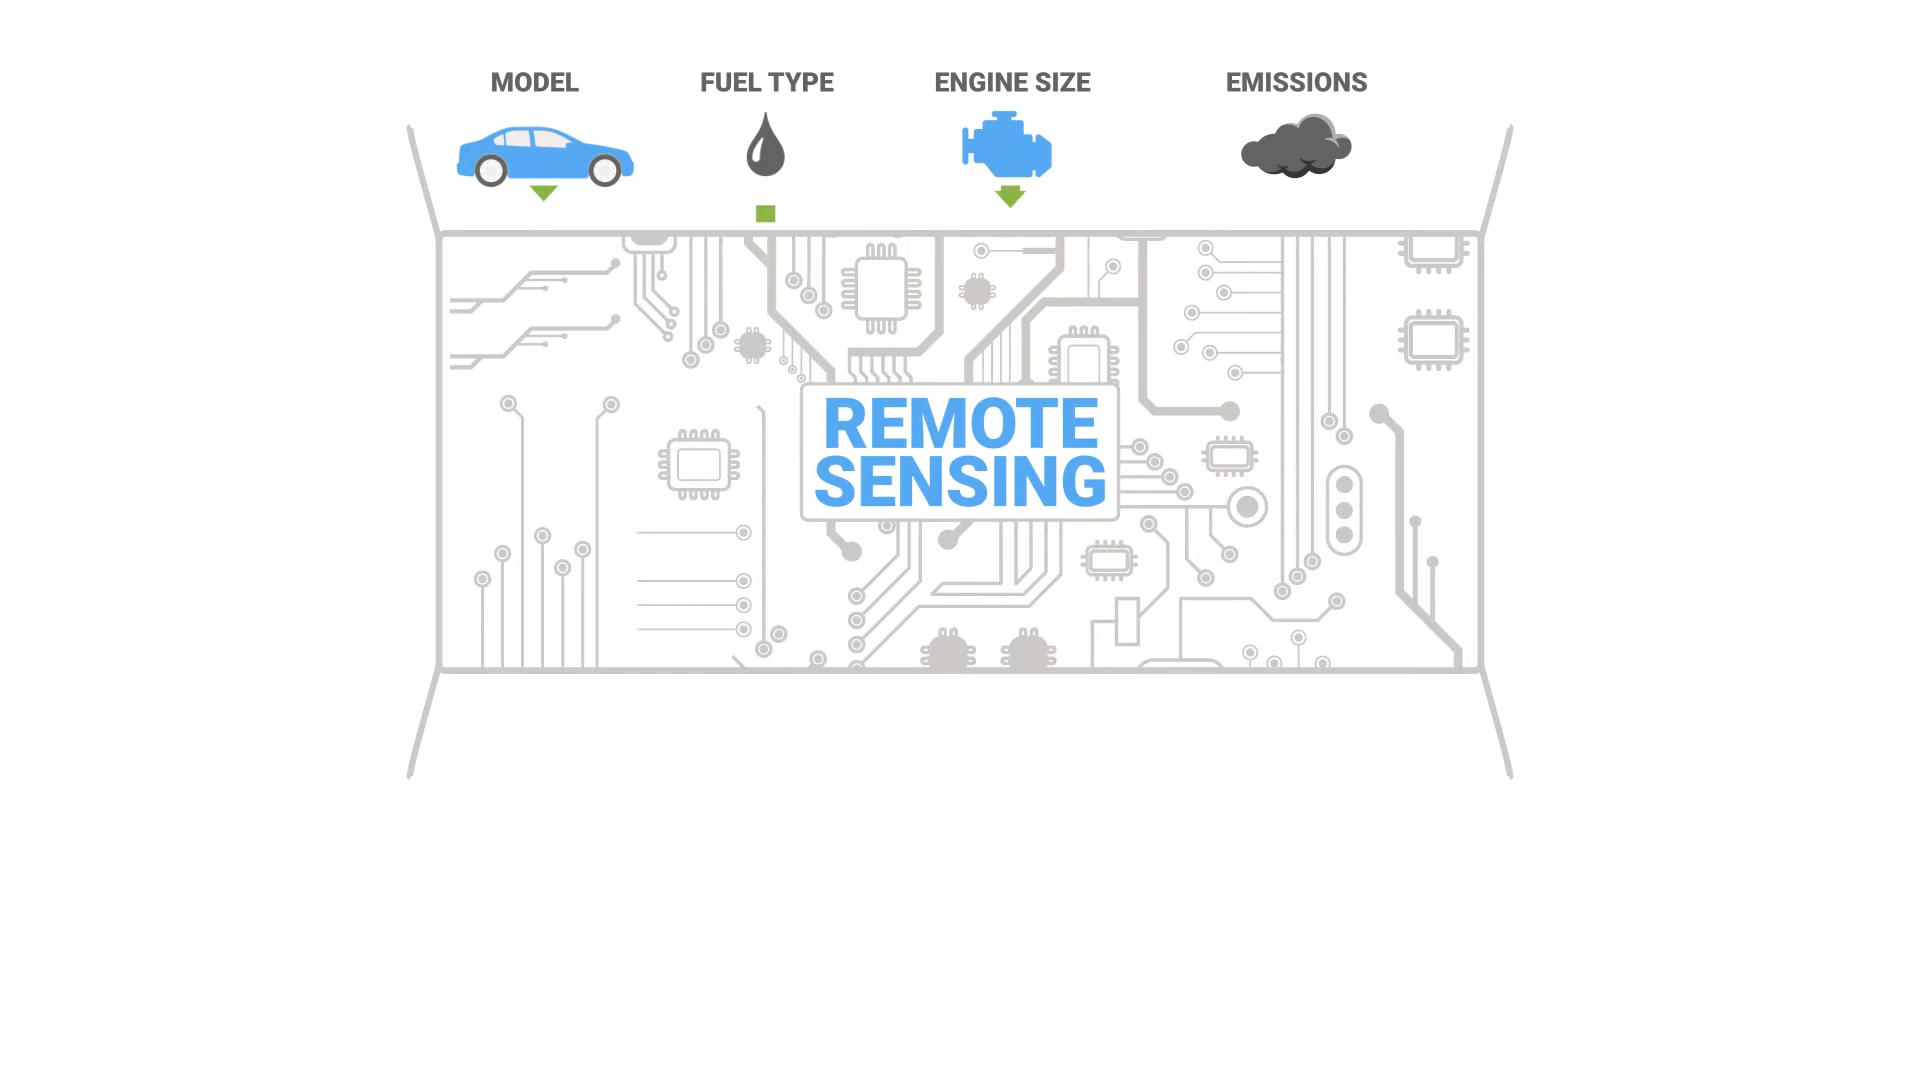 MODEL
FUEL TYPE
ENGINE SIZE
EMISSIONS
REMOTE
SENSING